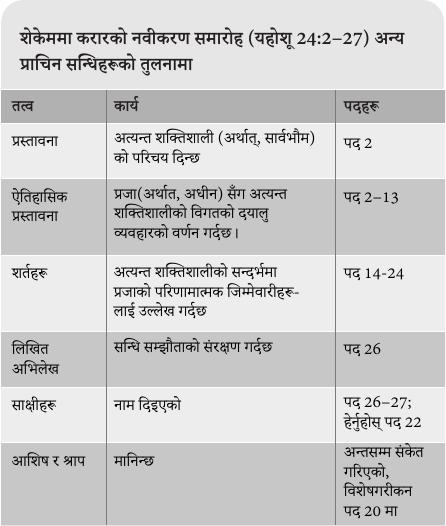 शेकेममा करारको नवीकरण समारोह (यहोशू 24:2–27) अन्य
प्राचिन सन्धिहरूको तुलनामा
तत्व कार्य पदहरू
प्रस्तावना
अत्यन्त शक्तिशाली (अर्थात्, सार्वभौम)
को परिचय दिन्छ
पद 2
ऐतिहासिक
प्रस्तावना
प्रजा(अर्थात, अधीन) सँग अत्यन्त
शक्तिशालीको विगतको दयालु
व्यवहारको वर्णन गर्दछ।
पद 2–13
शर्तहरू
अत्यन्त शक्तिशालीको सन्दर्भमा
प्रजाको परिणामात्मक जिम्मेवारीहरू-
लाई उल्लेख गर्दछ
पद 14-24
लिखित
अभिलेख
सन्धि सम्झौताको संरक्षण गर्दछ
पद 26
साक्षीहरू
नाम दिइएको
पद 26–27;
हेर्नुहोस् पद 22
आशिष र श्राप
मानिन्छ
अन्तसम्म संकेत
गरिएको,
विशेषगरीकन
पद 20 मा